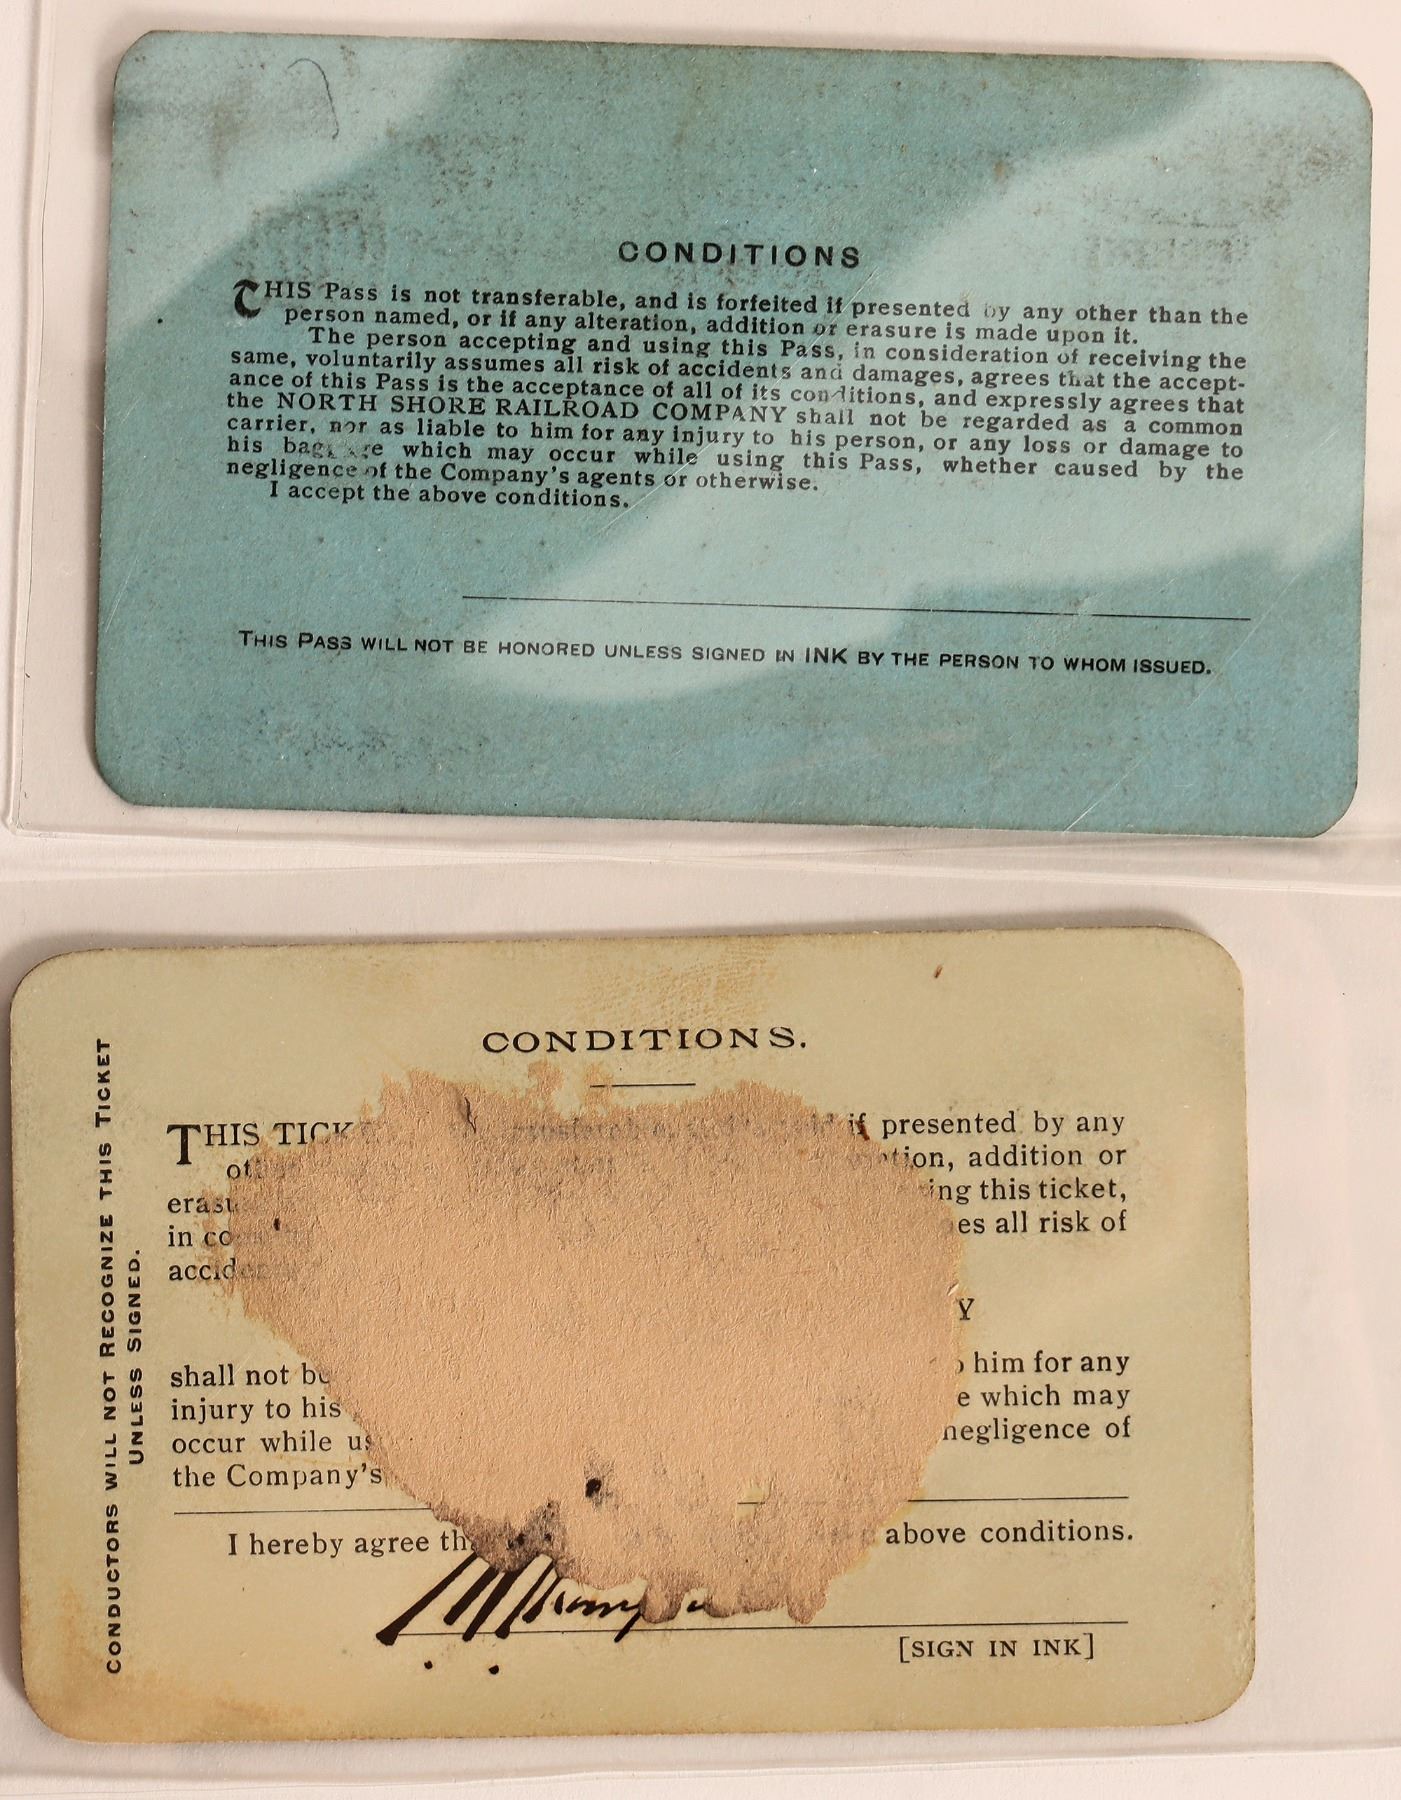 CONDITIONS
THIS Pass is not transferable, and is forfeited if presented by any other than the
person named, or if any alteration, addition or erasure is made upon it.
The person accepting and using this Pass, in consideration of receiving the
same, voluntarily assumes all risk of accidents and damages, agrees that the accept-
ance of this Pass is the acceptance of all of its conditions, and expressly agrees that
the NORTH SHORE RAILROAD COMPANY shall not be regarded as a common
carrier, nor as liable to him for any injury to his person, or any loss or damage to
his baggage which may occur while using this Pass, whether caused by the
negligence of the Company's agents or otherwise.
I accept the above conditions.
THIS PASS WILL NOT BE HONORED UNLESS SIGNED IN INK BY THE PERSON TO WHOM ISSUED.
CONDITIONS.
THIS if presented by any
addition or
this ticket,
in all risk of
shall not him for any
injury to his which may
occur while negligence of
the Company's
I hereby agree above conditions.
[SIGN IN INK]
CONDUCTORS WILL NOT RECOGNIZE THIS TICKET
UNLESS SIGNED.